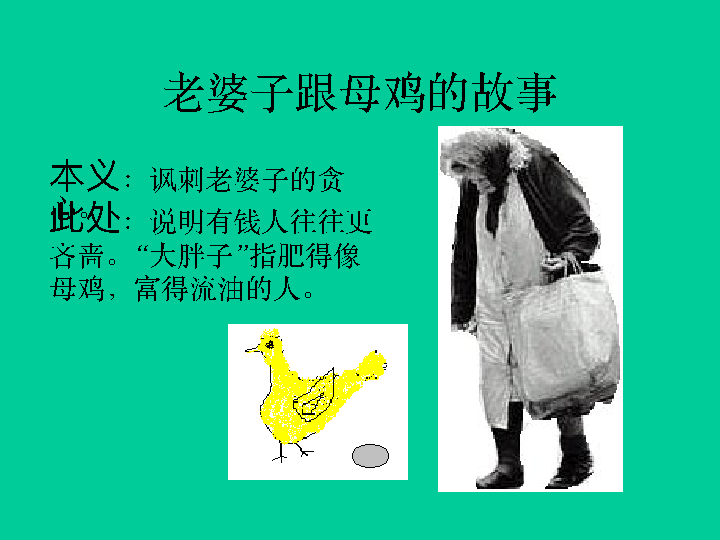 老婆子跟母鸡的故事
本义：讽刺老婆子的贪
心。
此处：说明有钱人往往更
吝啬。“大胖子”指肥得像
母鸡，富得流油的人。